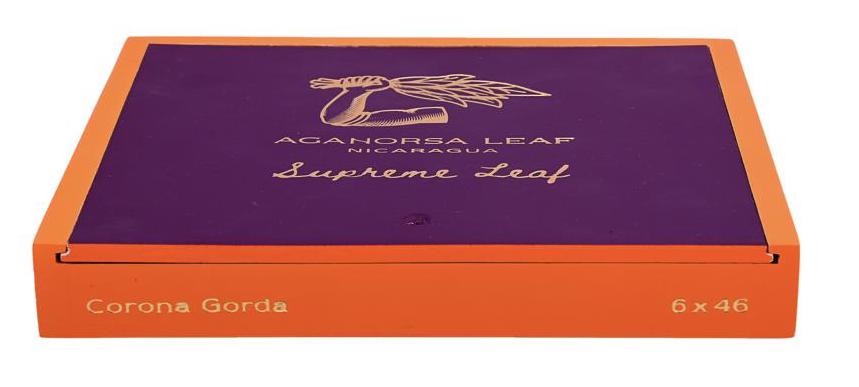 AGANORSA LEAF
NICARAGUA
Supreme Leaf
Corona Gorda
6 x 46